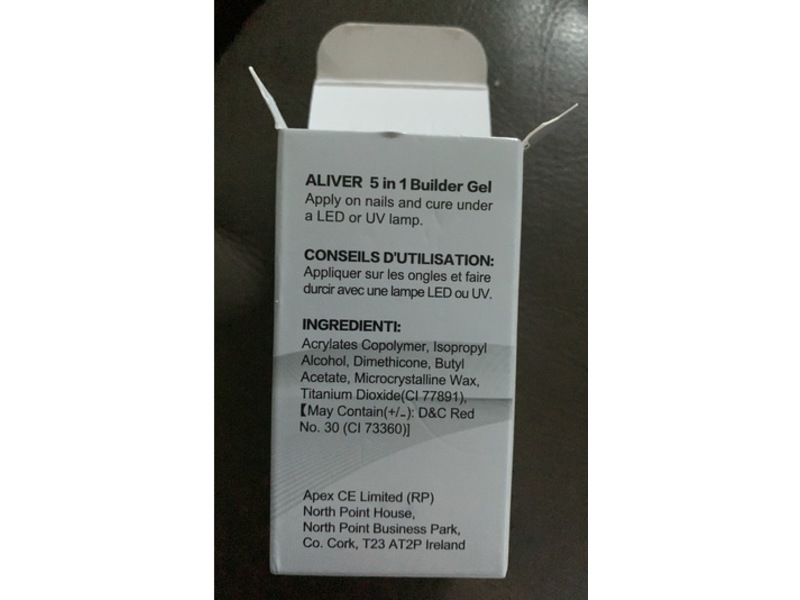 ALIVER 5 in 1 Builder Gel
Apply on nails and cure under
a LED or UV lamp.
CONSEILS D'UTILISATION:
Appliquer sur les ongles et faire
durcir avec une lampe LED ou UV.
INGREDIENTI:
Acrylates Copolymer, Isopropyl
Alcohol, Dimethicone, Butyl
Acetate, Microcrystalline Wax,
Titanium Dioxide(CI 77891),
【May Contain(+/-): D&C Red
No. 30 (CI 73360)]
Apex CE Limited (RP)
North Point House,
North Point Business Park,
Co. Cork, T23 AT2P Ireland